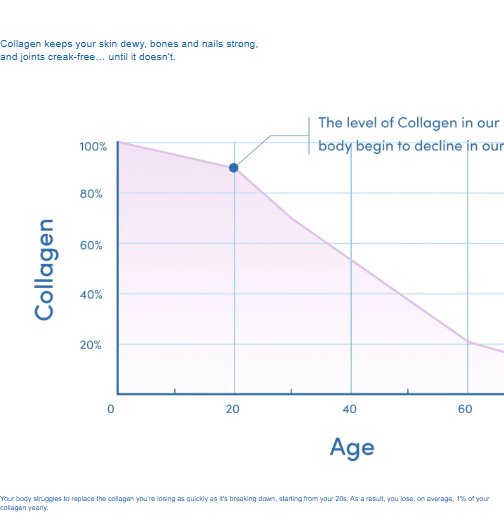 Collagen keeps your skin dewy, bones and nails strong,
and joints creak-free... until it doesn't.
The level of Collagen in our
body begin to decline in our
100%
80%
60%
40%
20%
Collagen
0
20
40
60
Age
Your body struggles to replace the collagen you're losing as quickly as it's breaking down, starting from your 20s. As a result, you lose, on average, 1% of your
collagen yearly.